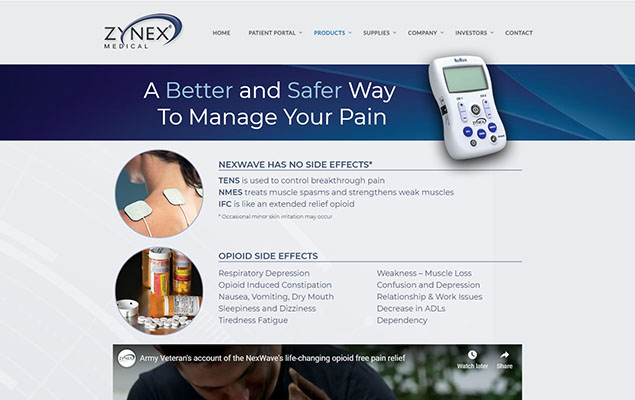 ZYNEX®
MEDICAL
HOME PATIENT PORTAL PRODUCTS SUPPLIES COMPANY INVESTORS CONTACT
A Better and Safer Way
To Manage Your Pain
ZYNEX
NEXWAVE HAS NO SIDE EFFECTS*
TENS is used to control breakthrough pain
NMES treats muscle spasms and strengthens weak muscles
IFC is like an extended relief opioid
* Occasional minor skin irritation may occur
OPIOID SIDE EFFECTS
Respiratory Depression
Opioid Induced Constipation
Nausea, Vomiting, Dry Mouth
Sleepiness and Dizziness
Tiredness Fatigue
Weakness – Muscle Loss
Confusion and Depression
Relationship & Work Issues
Decrease in ADLs
Dependency
ZYNEX
Army Veteran's account of the NexWave's life-changing opioid free pain relief
Watch later Share